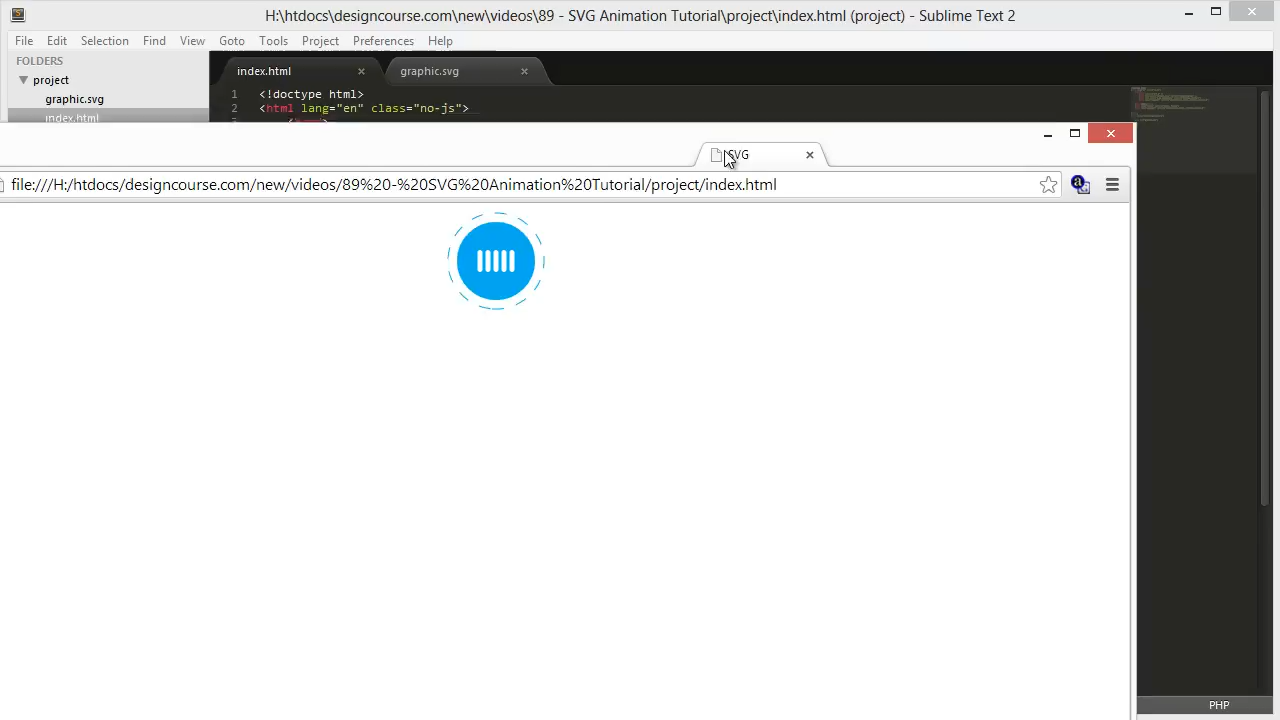 H:\htdocs\designcourse.com\new\videos\89 - SVG Animation Tutorial\project\index.html (project) - Sublime Text 2
File Edit Selection Find View Goto Tools Project Preferences Help
FOLDERS
project
graphic.svg
index.html
index.html
graphic.svg
1 <!doctype html>
2 <html lang="en" class="no-js">
SVG
file:///H:/htdocs/designcourse.com/new/videos/89%20-%20SVG%20Animation%20Tutorial/project/index.html
PHP